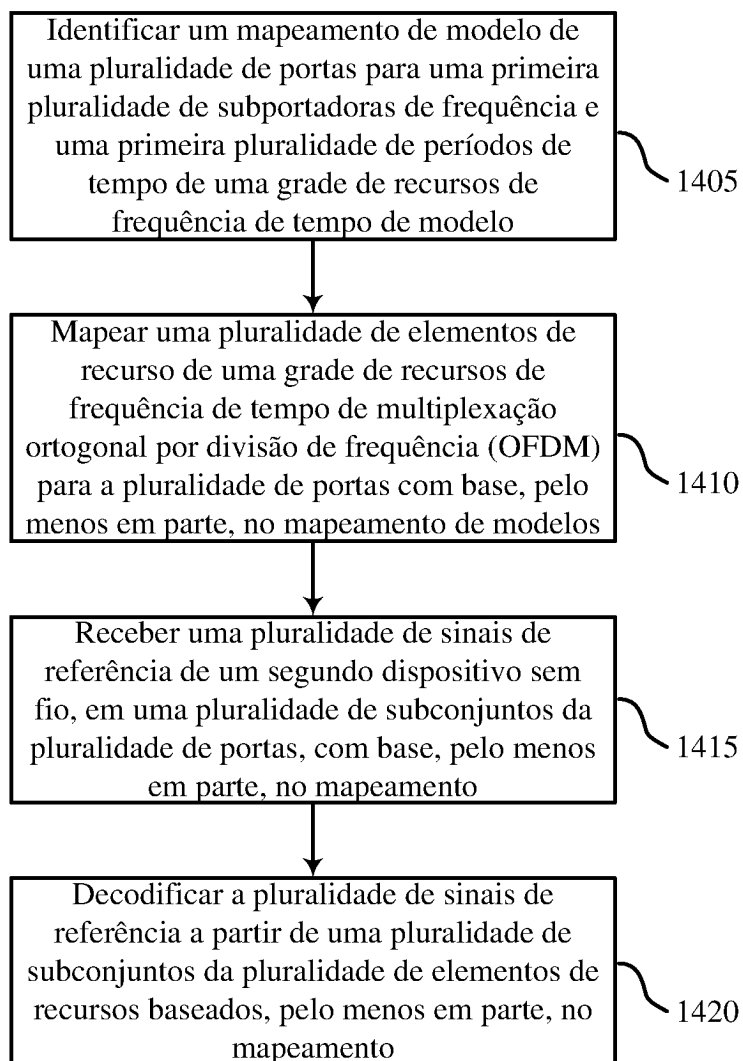 Identificar um mapeamento de modelo de
uma pluralidade de portas para uma primeira
pluralidade de subportadoras de frequência e
uma primeira pluralidade de períodos de
tempo de uma grade de recursos de
frequência de tempo de modelo
1405
Mapear uma pluralidade de elementos de
recurso de uma grade de recursos de
frequência de tempo de multiplexação
ortogonal por divisão de frequência (OFDM)
para a pluralidade de portas com base, pelo
menos em parte, no mapeamento de modelos
1410
Receber uma pluralidade de sinais de
referência de um segundo dispositivo sem
fio, em uma pluralidade de subconjuntos da
pluralidade de portas, com base, pelo menos
em parte, no mapeamento
1415
Decodificar a pluralidade de sinais de
referência a partir de uma pluralidade de
subconjuntos da pluralidade de elementos de
recursos baseados, pelo menos em parte, no
mapeamento
1420